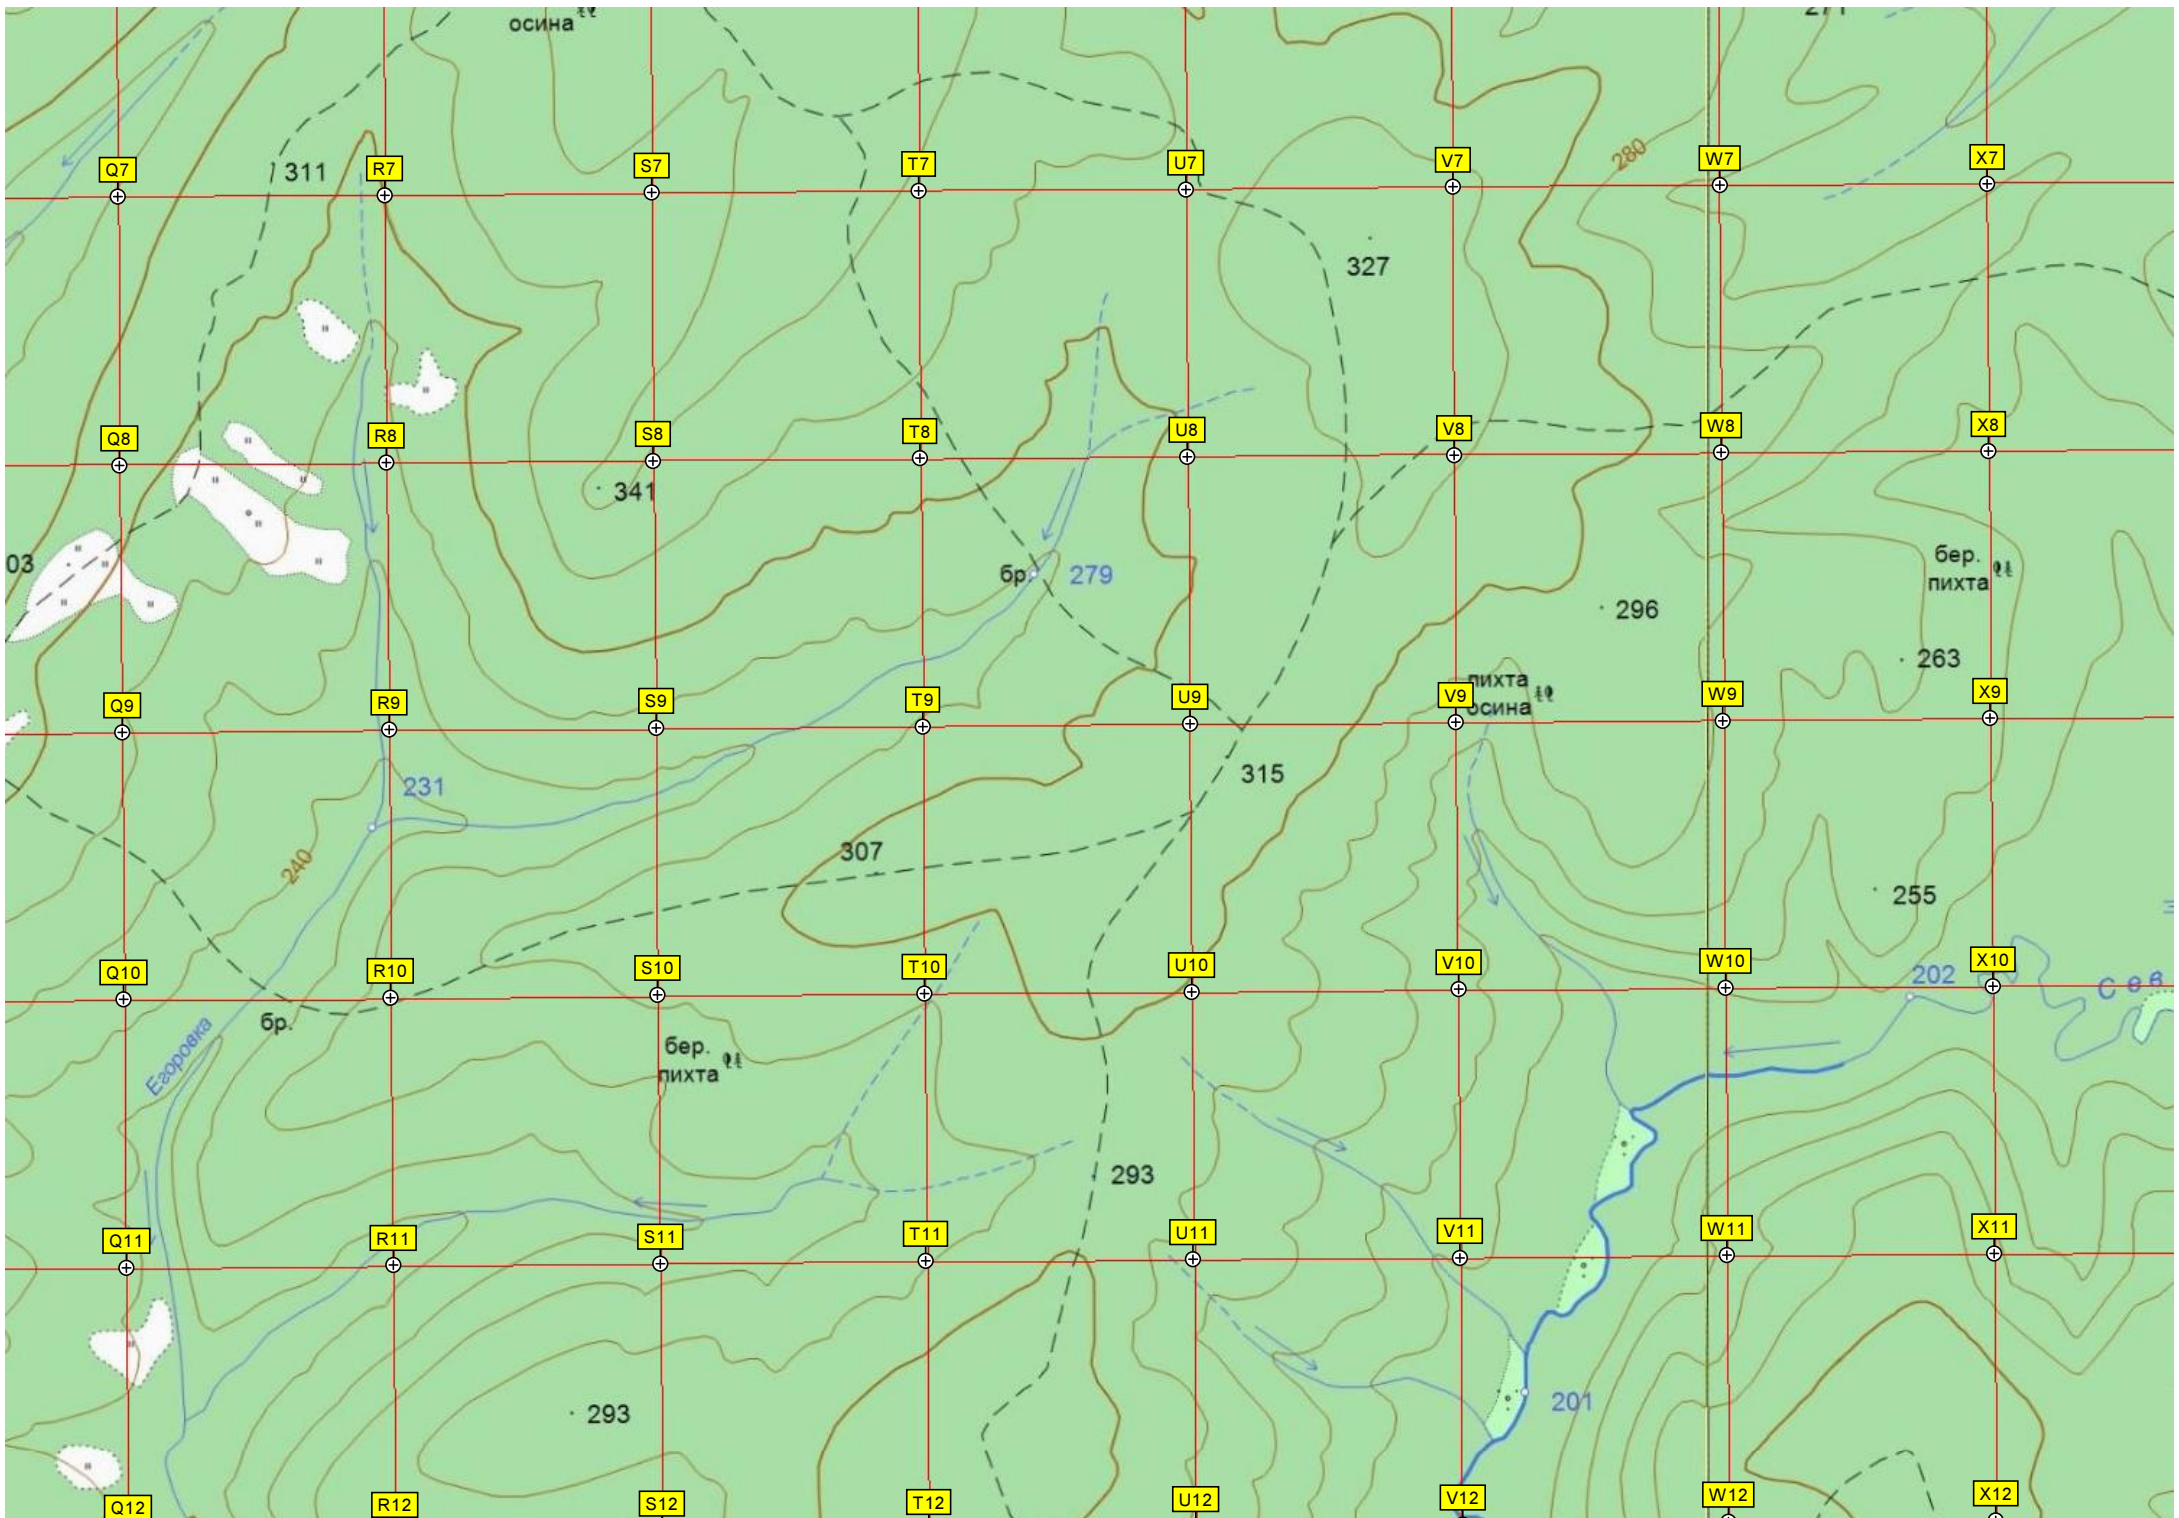 осина
311
Q7
R7
S7
T7
U7
V7
280
W7
X7
327
Q8
R8
S8
T8
U8
V8
W8
X8
341
03
бр.
279
бер.
пихта
296
263
Q9
R9
S9
T9
U9
V9
пихта
осина
W9
X9
231
315
240
307
255
Q10
R10
S10
T10
U10
V10
W10
X10
202
Сев
бр.
Егоровка
бер.
пихта
293
Q11
R11
S11
T11
U11
V11
W11
X11
293
201
Q12
R12
S12
T12
U12
V12
W12
X12